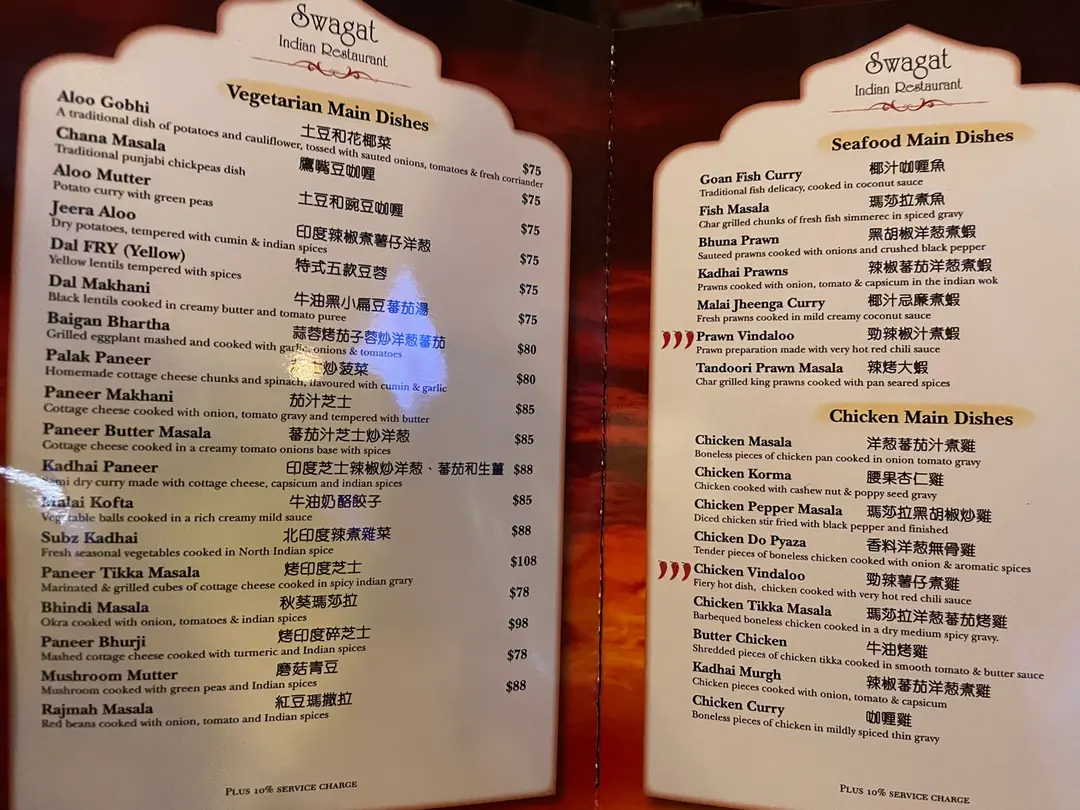 Swagat
Indian Restaurant
Vegetarian Main Dishes
Aloo Gobhi 土豆和花椰菜 $75
A traditional dish of potatoes and cauliflower, tossed with sauted onions, tomatoes & fresh corriander
Chana Masala 鷹嘴豆咖喱 $75
Traditional punjabi chickpeas dish
Aloo Mutter 土豆和豌豆咖喱 $75
Potato curry with green peas
Jeera Aloo 印度辣椒煮薯仔洋葱 $75
Dry potatoes, tempered with cumin & indian spices
Dal FRY (Yellow) 特式五款豆蓉 $75
Yellow lentils tempered with spices
Dal Makhani 牛油黑小扁豆蕃茄湯 $75
Black lentils cooked in creamy butter and tomato puree
Baigan Bhartha 蒜蓉烤茄子蓉炒洋葱蕃茄 $80
Grilled eggplant mashed and cooked with garlic, onions & tomatoes
Palak Paneer 士炒菠菜 $80
Homemade cottage cheese chunks and spinach, flavoured with cumin & garlic
Paneer Makhani 茄汁芝士 $85
Cottage cheese cooked with onion, tomato gravy and tempered with butter
Paneer Butter Masala 蕃茄汁芝士炒洋葱 $85
Cottage cheese cooked in a creamy tomato onions base with spices
Kadhai Paneer 印度芝士辣椒炒洋葱、蕃茄和生薑 $88
Semi dry curry made with cottage cheese, capsicum and indian spices
Malai Kofta 牛油奶酪餃子 $85
Vegetable balls cooked in a rich creamy mild sauce
Subz Kadhai 北印度辣煮雜菜 $88
Fresh seasonal vegetables cooked in North Indian spice
Paneer Tikka Masala 烤印度芝士 $108
Marinated & grilled cubes of cottage cheese cooked in spicy indian grary
Bhindi Masala 秋葵瑪莎拉 $78
Okra cooked with onion, tomatoes & indian spices
Paneer Bhurji 烤印度碎芝士 $98
Mashed cottage cheese cooked with turmeric and Indian spices
Mushroom Mutter 磨菇青豆 $78
Mushroom cooked with green peas and Indian spices
Rajmah Masala 紅豆瑪撒拉 $88
Red beans cooked with onion, tomato and Indian spices
PLUS 10% SERVICE CHARGE
Swagat
Indian Restaurant
Seafood Main Dishes
Goan Fish Curry 椰汁咖喱魚
Traditional fish delicacy, cooked in coconut sauce
Fish Masala 瑪莎拉煮魚
Char grilled chunks of fresh fish simmerec in spiced gravy
Bhuna Prawn 黑胡椒洋葱煮蝦
Sauteed prawns cooked with onions and crushed black pepper
Kadhai Prawns 辣椒蕃茄洋葱煮蝦
Prawns cooked with onion, tomato & capsicum in the indian wok
Malai Jheenga Curry 椰汁忌廉煮蝦
Fresh prawns cooked in mild creamy coconut sauce
Prawn Vindaloo 勁辣椒汁煮蝦
Prawn preparation made with very hot red chili sauce
Tandoori Prawn Masala 辣烤大蝦
Char grilled king prawns cooked with pan seared spices
Chicken Main Dishes
Chicken Masala 洋葱蕃茄汁煮雞
Boneless pieces of chicken pan cooked in onion tomato gravy
Chicken Korma 腰果杏仁雞
Chicken cooked with cashew nut & poppy seed gravy
Chicken Pepper Masala 瑪莎拉黑胡椒炒雞
Diced chicken stir fried with black pepper and finished
Chicken Do Pyaza 香料洋葱無骨雞
Tender pieces of boneless chicken cooked with onion & aromatic spices
Chicken Vindaloo 勁辣薯仔煮雞
Fiery hot dish, chicken cooked with very hot red chili sauce
Chicken Tikka Masala 瑪莎拉洋葱蕃茄烤雞
Barbequed boneless chicken cooked in a dry medium spicy gravy.
Butter Chicken 牛油烤雞
Shredded pieces of chicken tikka cooked in smooth tomato & butter sauce
Kadhai Murgh 辣椒蕃茄洋葱煮雞
Chicken pieces cooked with onion, tomato & capsicum
Chicken Curry 咖喱雞
Boneless pieces of chicken in mildly spiced thin gravy
PLUS 10% SERVICE CHARGE